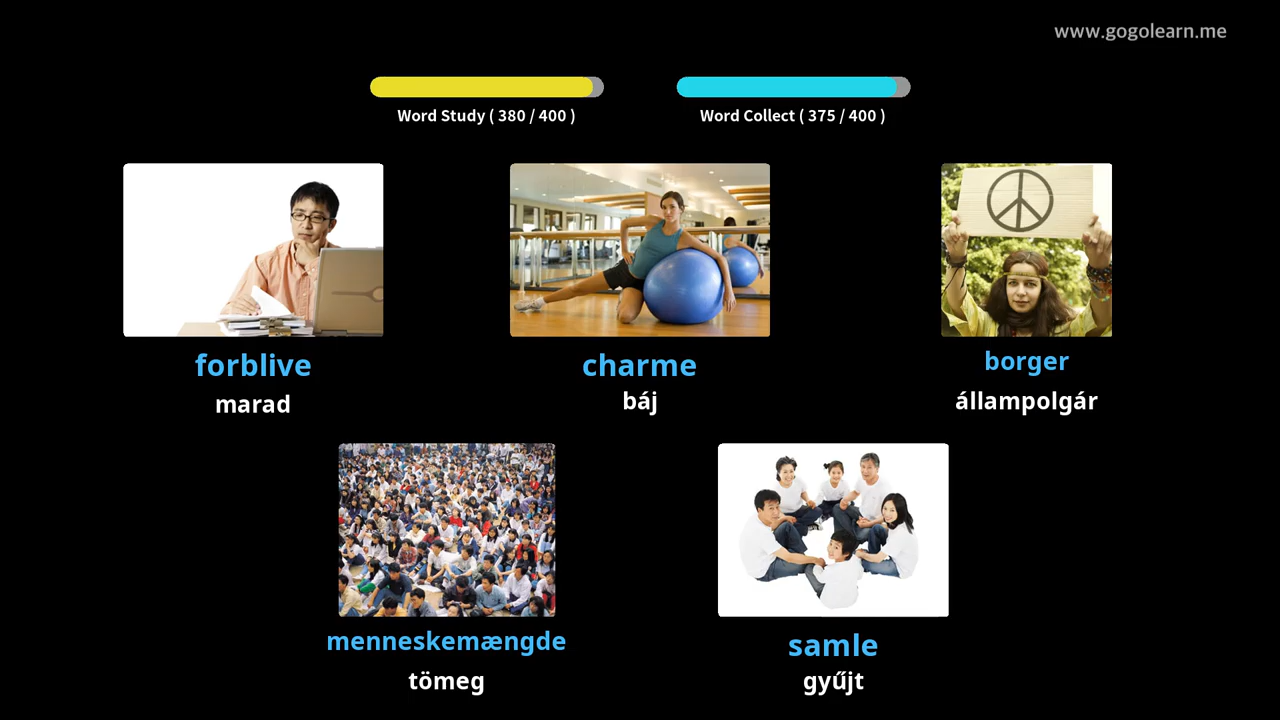 www.gogolearn.me
Word Study ( 380 / 400 )
Word Collect ( 375 / 400 )
forblive
marad
charme
báj
borger
állampolgár
menneskemængde
tömeg
samle
gyűjt